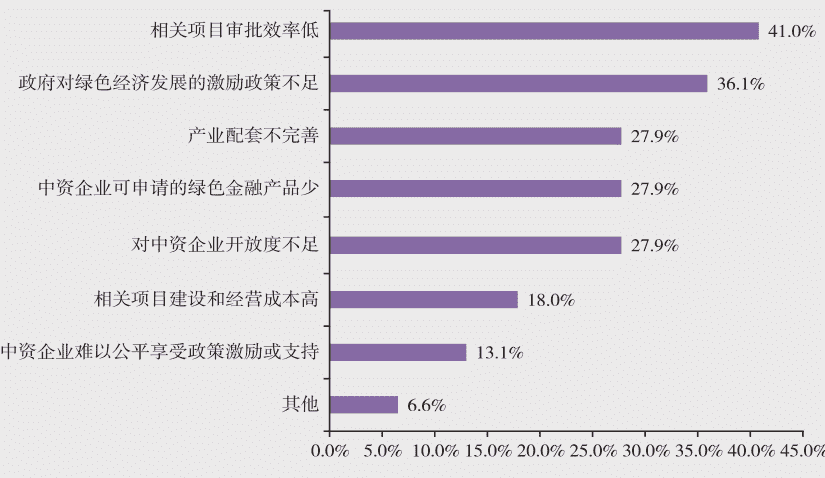 相关项目审批效率低 41.0%
政府对绿色经济发展的激励政策不足 36.1%
产业配套不完善 27.9%
中资企业可申请的绿色金融产品少 27.9%
对中资企业开放度不足 27.9%
相关项目建设和经营成本高 18.0%
中资企业难以公平享受政策激励或支持 13.1%
其他 6.6%
0.0% 5.0% 10.0% 15.0% 20.0% 25.0% 30.0% 35.0% 40.0% 45.0%